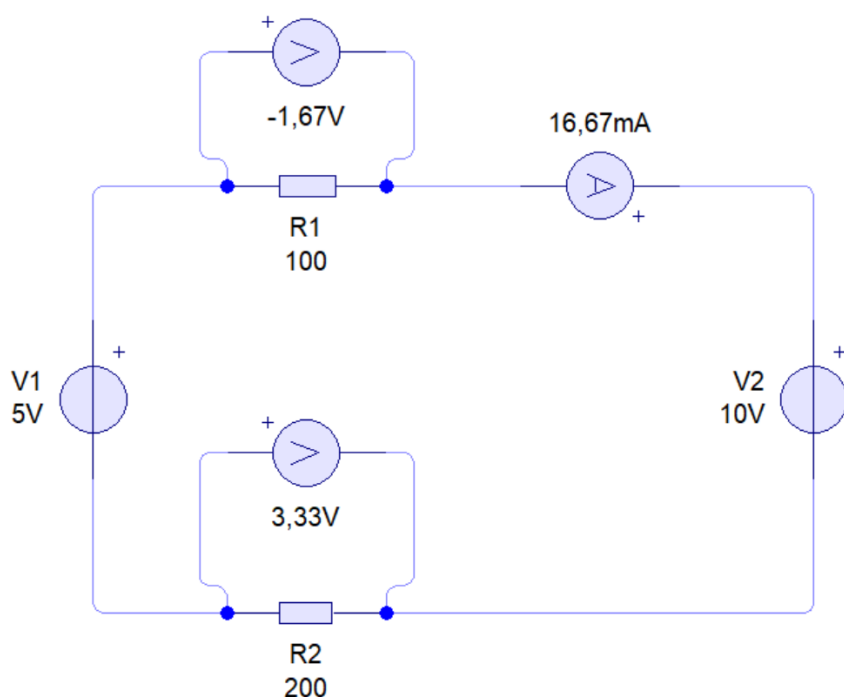 +
V
-1,67V
16,67mA
A
+
R1
100
+
V1
5V
+
V2
10V
+
V
3,33V
R2
200